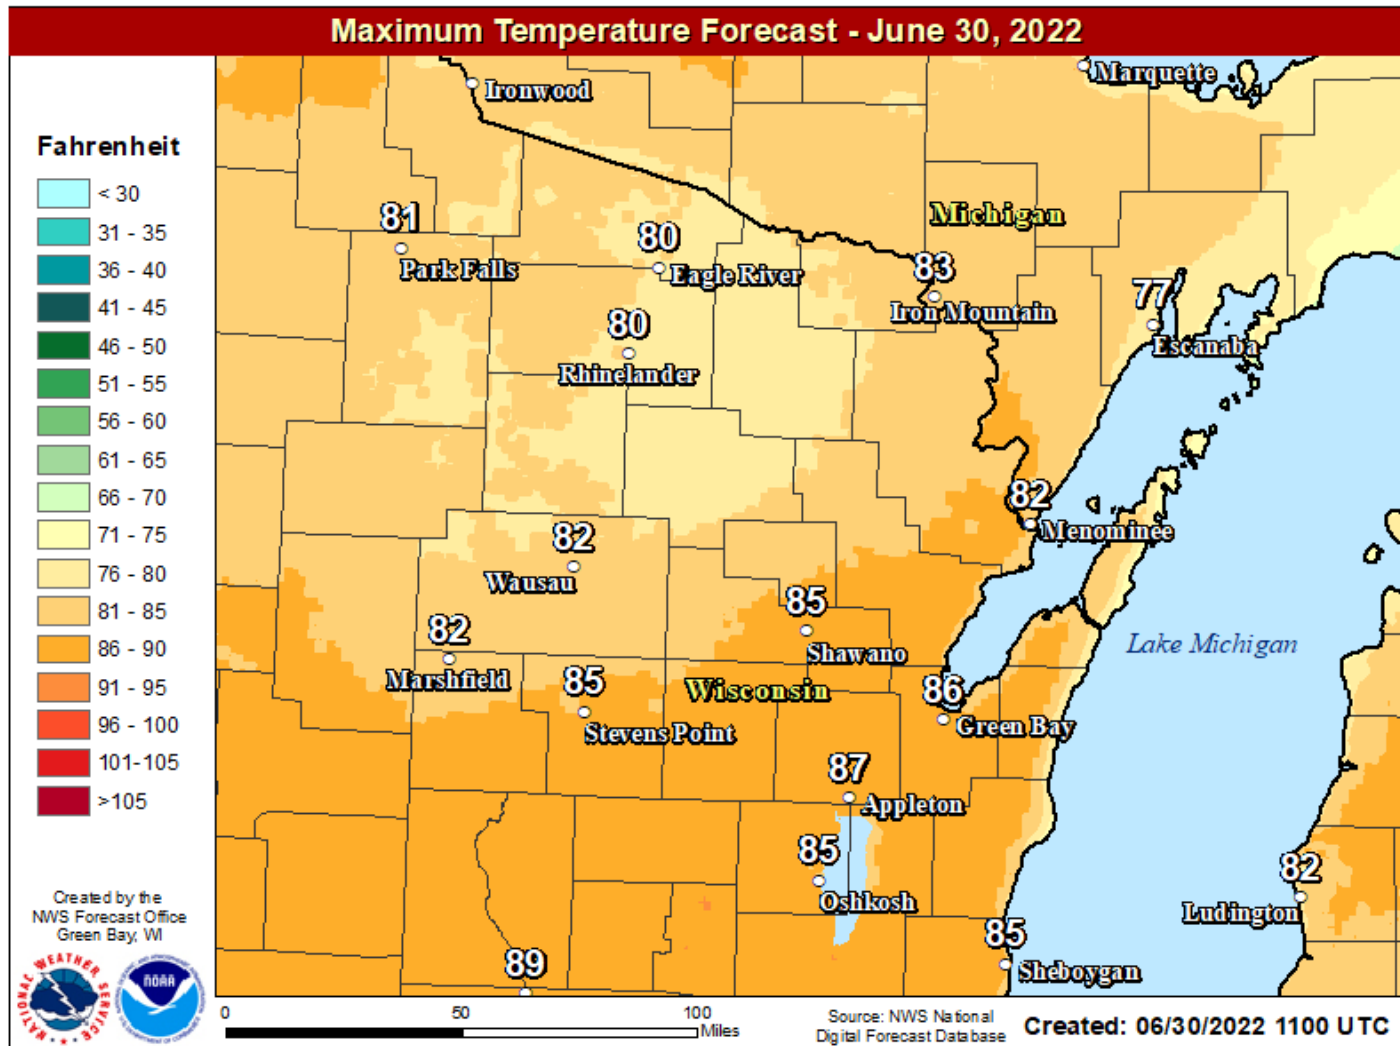 Maximum Temperature Forecast - June 30, 2022
Fahrenheit
< 30
31 - 35
36 - 40
41 - 45
46 - 50
51 - 55
56 - 60
61 - 65
66 - 70
71 - 75
76 - 80
81 - 85
86 - 90
91 - 95
96 - 100
101-105
>105
Marquette
Ironwood
Michigan
81
Park Falls
80
Eagle River
83
Iron Mountain
77
Escanaba
80
Rhinelander
82
Menominee
82
Wausau
85
Shawano
82
Marshfield
Lake Michigan
85
Stevens Point
Wisconsin
86
Green Bay
87
Appleton
85
Oshkosh
82
Ludington
85
Sheboygan
89
Created by the
NWS Forecast Office
Green Bay, WI
NATIONAL WEATHER SERVICE
NOAA
0 50 100
Miles
Source: NWS National
Digital Forecast Database
Created: 06/30/2022 1100 UTC